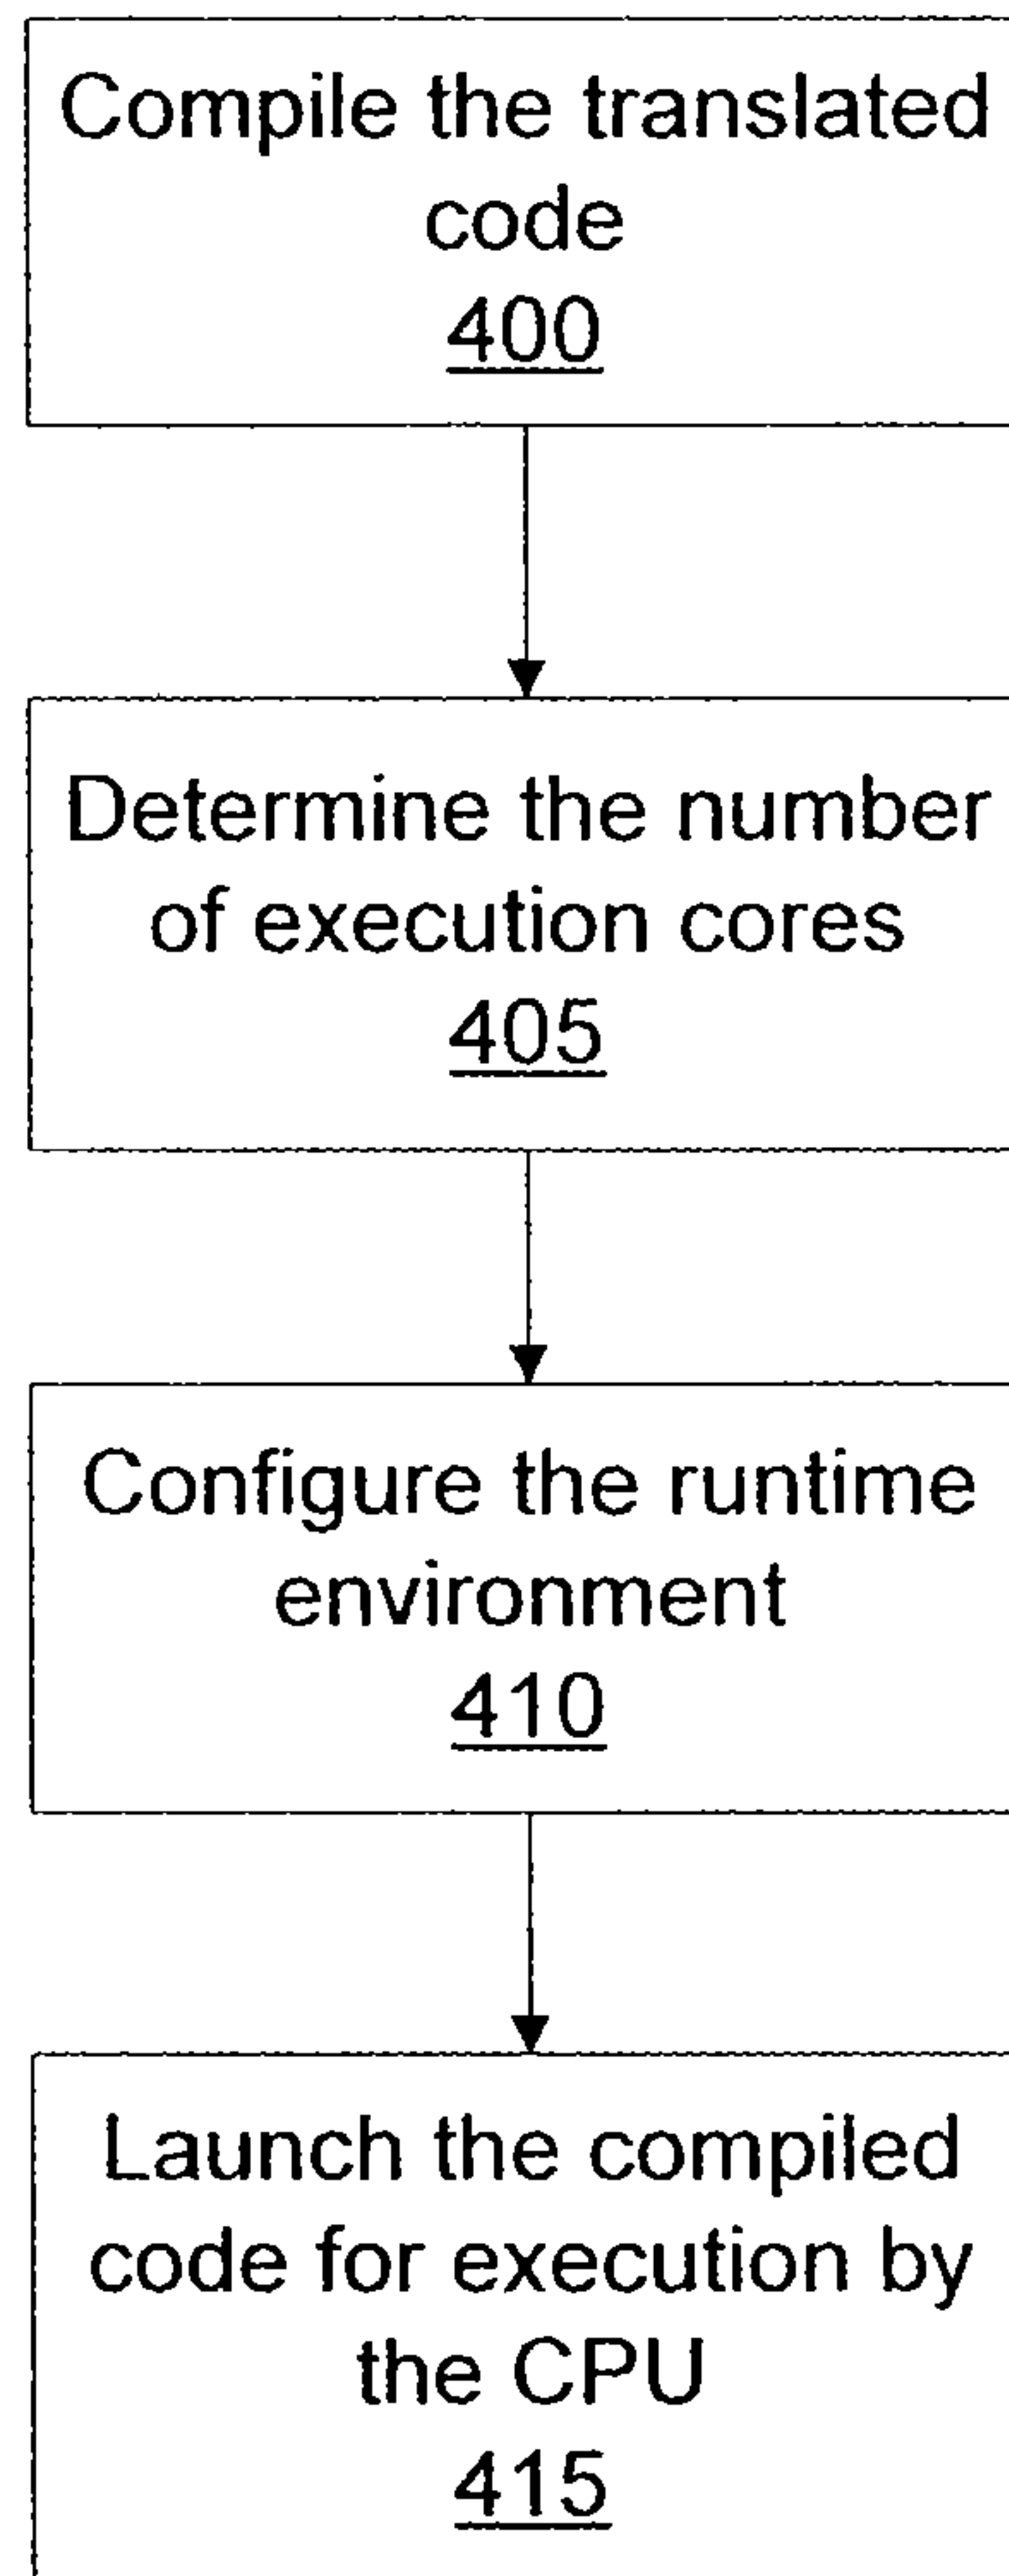 Compile the translated
code
400
Determine the number
of execution cores
405
Configure the runtime
environment
410
Launch the compiled
code for execution by
the CPU
415